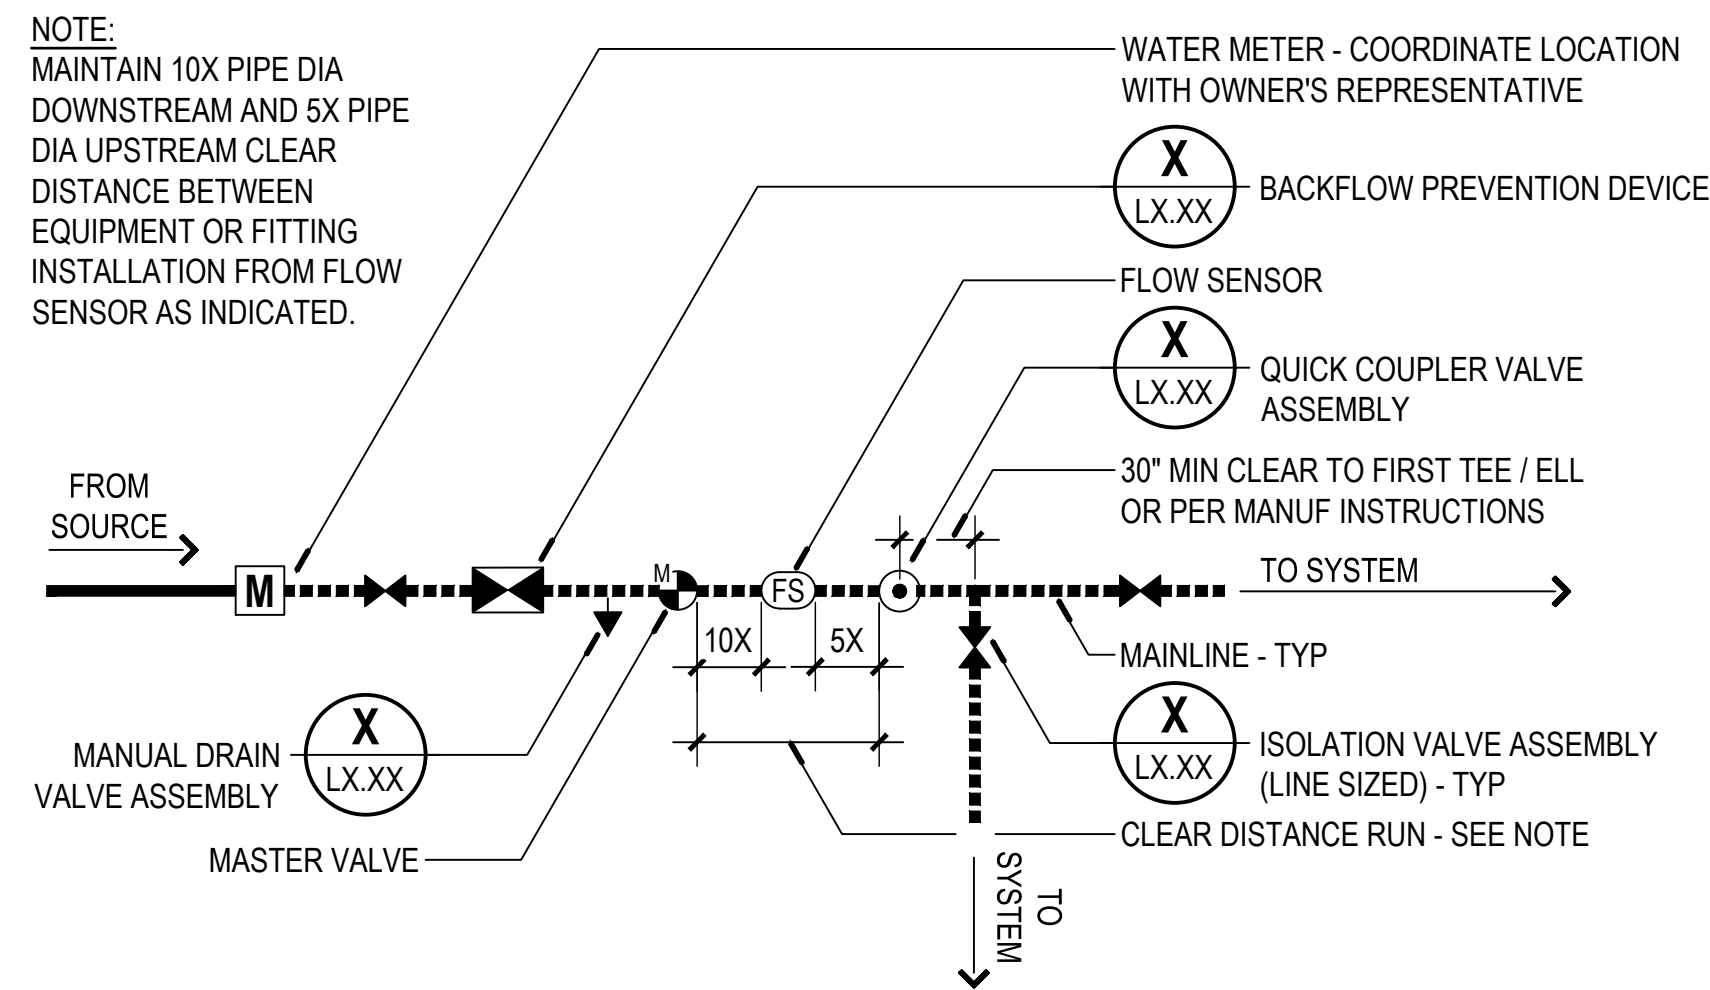 NOTE:
MAINTAIN 10X PIPE DIA
DOWNSTREAM AND 5X PIPE
DIA UPSTREAM CLEAR
DISTANCE BETWEEN
EQUIPMENT OR FITTING
INSTALLATION FROM FLOW
SENSOR AS INDICATED.
WATER METER - COORDINATE LOCATION
WITH OWNER'S REPRESENTATIVE
X
LX.XX
BACKFLOW PREVENTION DEVICE
FLOW SENSOR
X
LX.XX
QUICK COUPLER VALVE
ASSEMBLY
30" MIN CLEAR TO FIRST TEE / ELL
OR PER MANUF INSTRUCTIONS
FROM
SOURCE
TO SYSTEM
M
M
FS
10X
5X
MAINLINE - TYP
X
LX.XX
ISOLATION VALVE ASSEMBLY
(LINE SIZED) - TYP
MANUAL DRAIN
VALVE ASSEMBLY
X
LX.XX
CLEAR DISTANCE RUN - SEE NOTE
MASTER VALVE
TO
SYSTEM